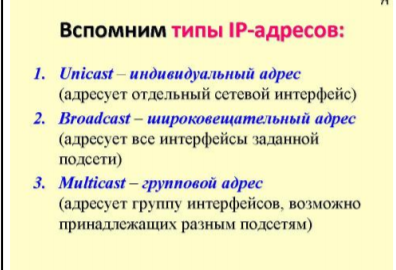 Вспомним типы IP-адресов:
1. Unicast – индивидуальный адрес
(адресует отдельный сетевой интерфейс)
2. Broadcast – широковещательный адрес
(адресует все интерфейсы заданной
подсети)
3. Multicast – групповой адрес
(адресует группу интерфейсов, возможно
принадлежащих разным подсетям)